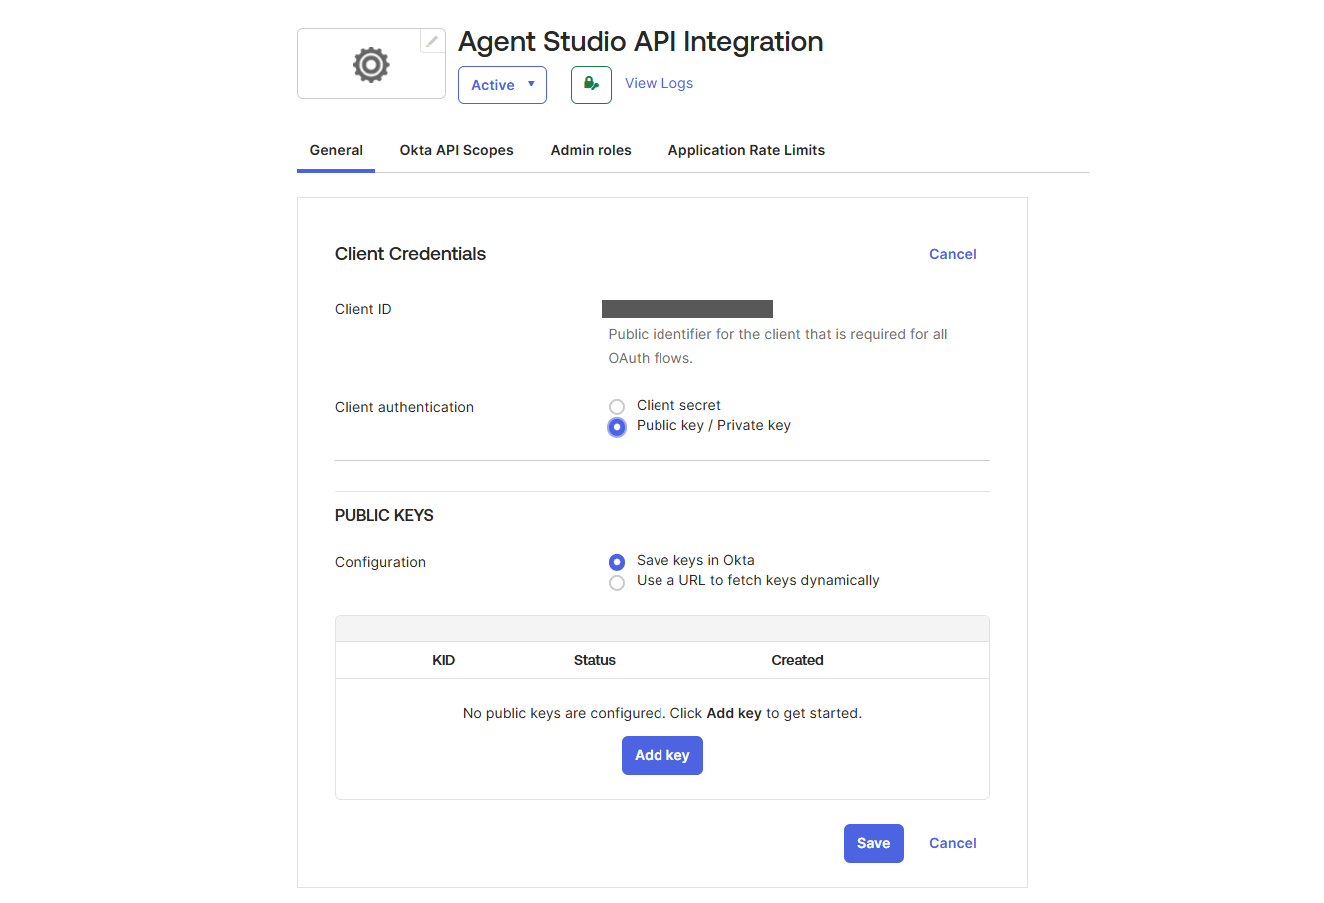 Agent Studio API Integration
Active
View Logs
General
Okta API Scopes
Admin roles
Application Rate Limits
Client Credentials
Cancel
Client ID
Public identifier for the client that is required for all
OAuth flows.
Client authentication
Client secret
Public key / Private key
PUBLIC KEYS
Configuration
Save keys in Okta
Use a URL to fetch keys dynamically
KID
Status
Created
No public keys are configured. Click Add key to get started.
Add key
Save
Cancel